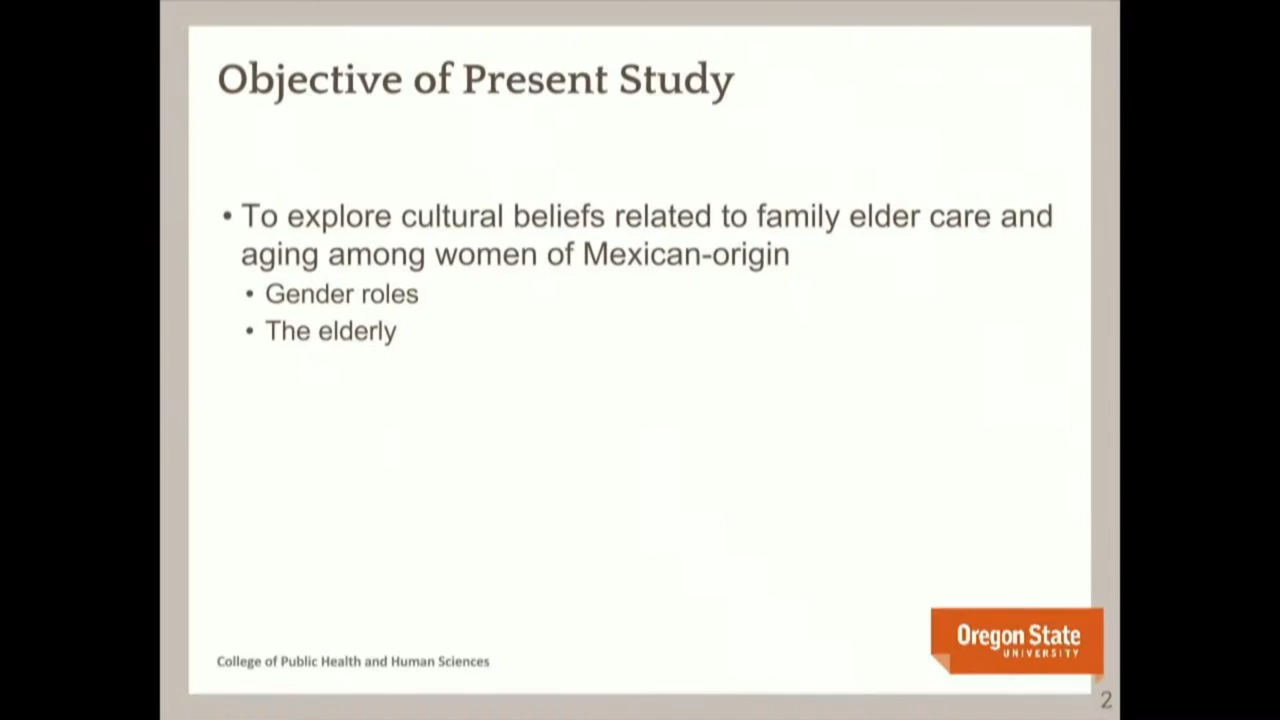 Objective of Present Study
• To explore cultural beliefs related to family elder care and
aging among women of Mexican-origin
• Gender roles
• The elderly
College of Public Health and Human Sciences
Oregon State
UNIVERSITY
2